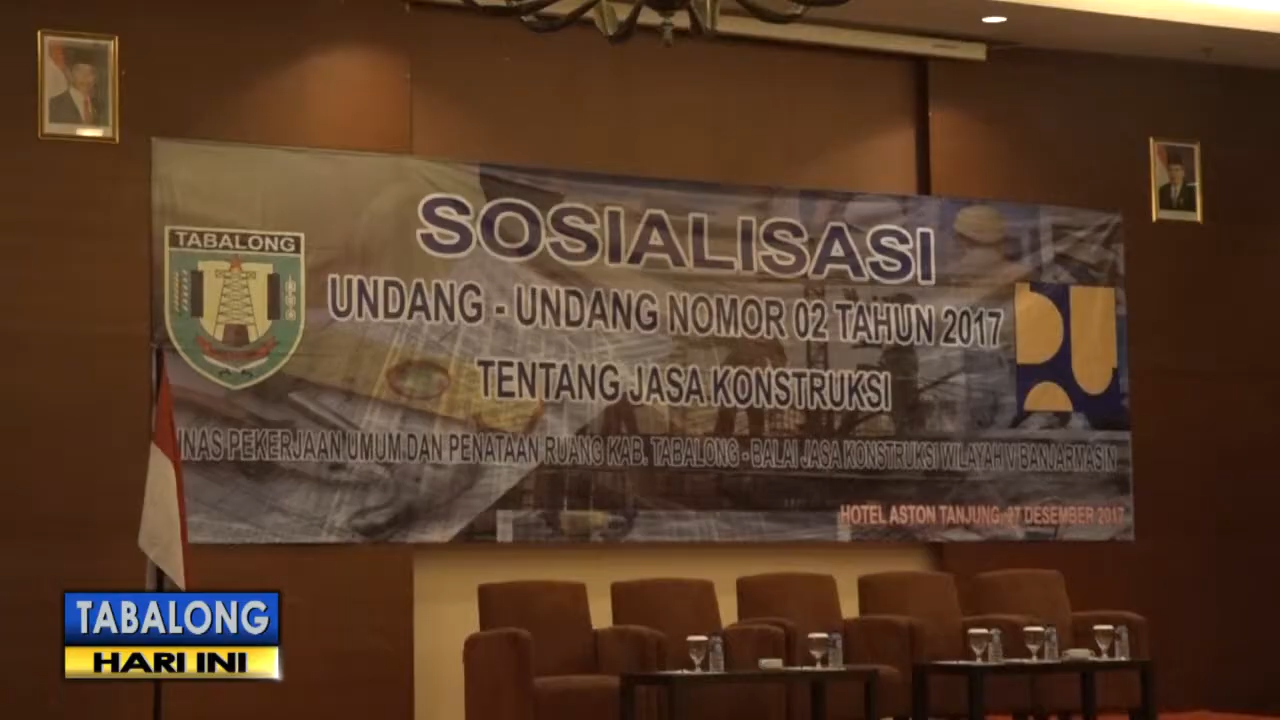 TABALONG
SOSIALISASI
UNDANG - UNDANG NOMOR 02 TAHUN 2017
TENTANG JASA KONSTRUKSI
INAS PEKERJAAN UMUM DAN PENATAAN RUANG KAB. TABALONG - BALAI JASA KONSTRUKSI WILAYAH V BANJARMASIN
HOTEL ASTON TANJUNG, DESEMBER 2017
TABALONG
HARI INI